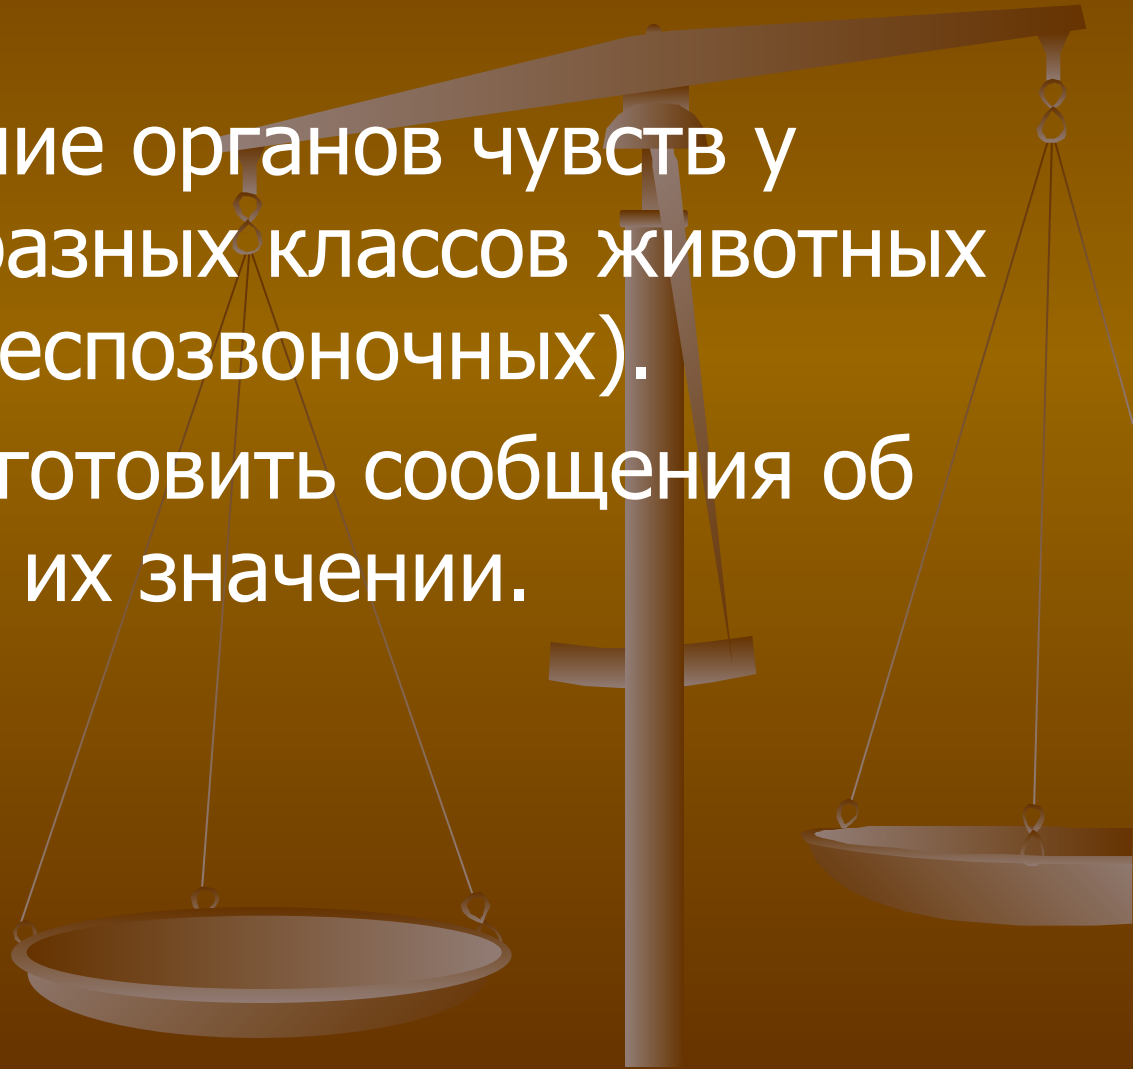 ние органов чувств у
разных классов животных
еспозвоночных).
готовить сообщения об
их значении.